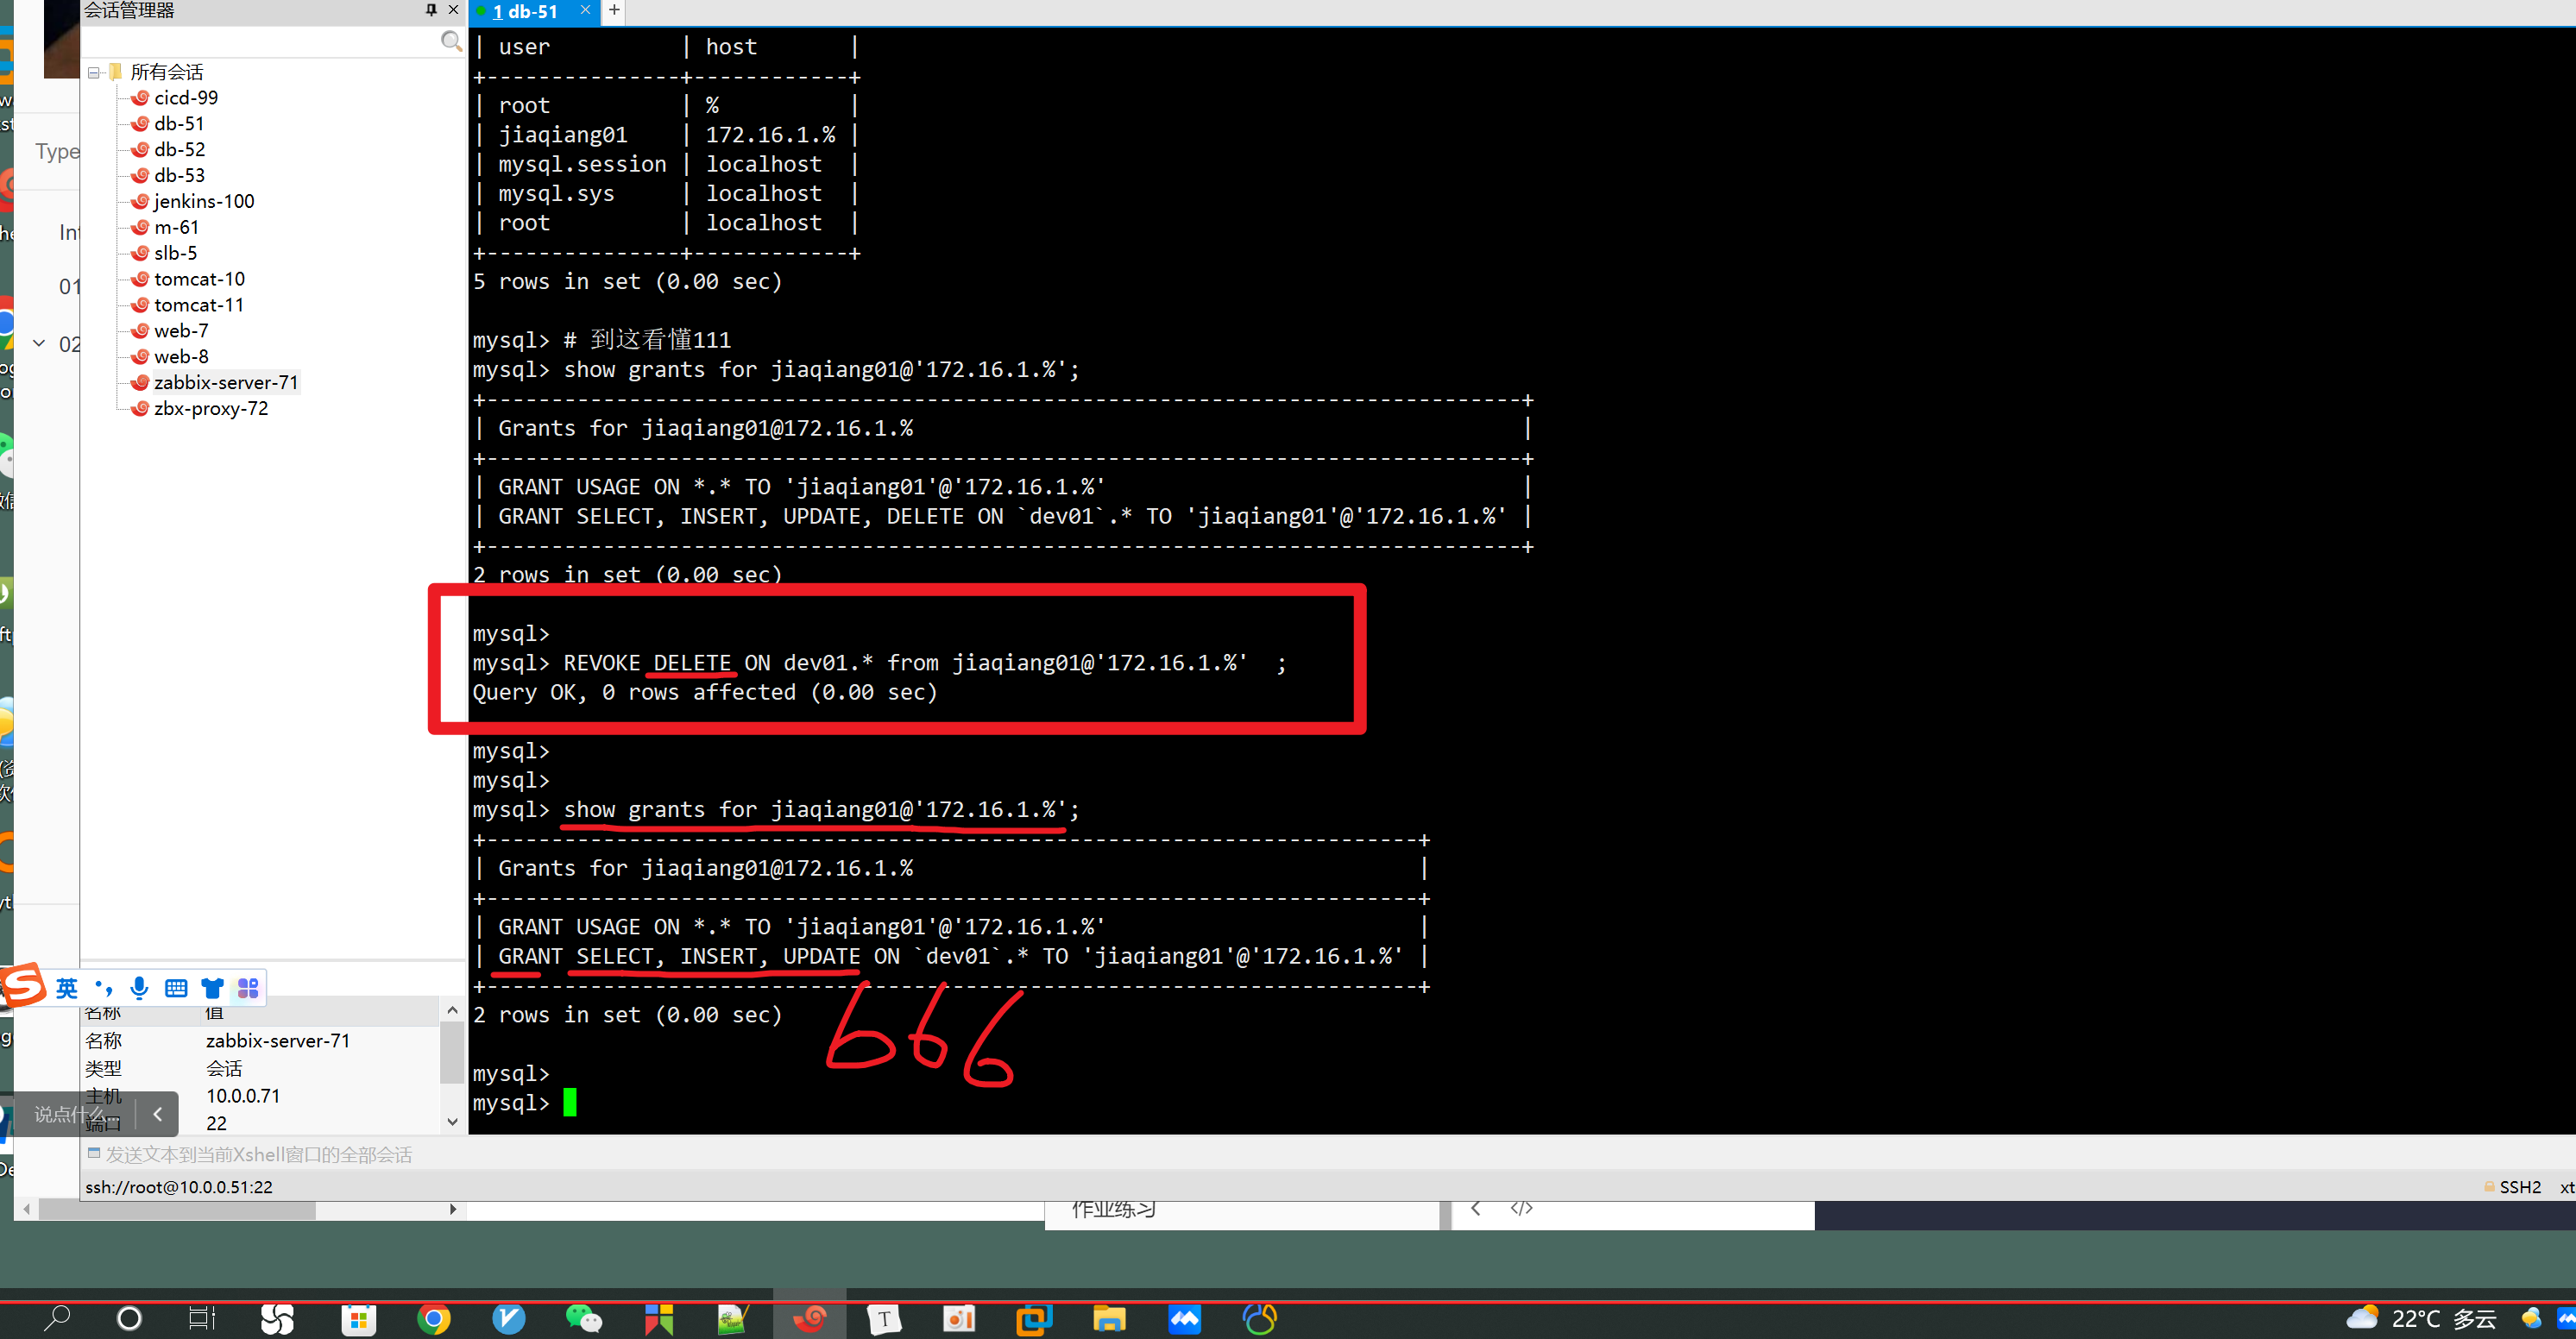 会话管理器
1 db-51
所有会话
cicd-99
db-51
db-52
db-53
jenkins-100
m-61
slb-5
tomcat-10
tomcat-11
web-7
web-8
zabbix-server-71
zbx-proxy-72
Type
01
02
| user          | host       |
+---------------+------------+
| root          | %          |
| jiaqiang01    | 172.16.1.% |
| mysql.session | localhost  |
| mysql.sys     | localhost  |
| root          | localhost  |
+---------------+------------+
5 rows in set (0.00 sec)
mysql> # 到这看懂111
mysql> show grants for jiaqiang01@'172.16.1.%';
+--------------------------------------------------------------------------------+
| Grants for jiaqiang01@172.16.1.% |
+--------------------------------------------------------------------------------+
| GRANT USAGE ON *.* TO 'jiaqiang01'@'172.16.1.%' |
| GRANT SELECT, INSERT, UPDATE, DELETE ON `dev01`.* TO 'jiaqiang01'@'172.16.1.%' |
+--------------------------------------------------------------------------------+
2 rows in set (0.00 sec)
mysql>
mysql> REVOKE DELETE ON dev01.* from jiaqiang01@'172.16.1.%'  ;
Query OK, 0 rows affected (0.00 sec)
mysql>
mysql>
mysql> show grants for jiaqiang01@'172.16.1.%';
+------------------------------------------------------------------------+
| Grants for jiaqiang01@172.16.1.% |
+------------------------------------------------------------------------+
| GRANT USAGE ON *.* TO 'jiaqiang01'@'172.16.1.%' |
| GRANT SELECT, INSERT, UPDATE ON `dev01`.* TO 'jiaqiang01'@'172.16.1.%' |
+------------------------------------------------------------------------+
2 rows in set (0.00 sec)
666
mysql>
mysql>
英
名称 值
名称 zabbix-server-71
类型 会话
主机 10.0.0.71
端口 22
说点什么...
发送文本到当前Xshell窗口的全部会话
ssh://root@10.0.0.51:22
SSH2
作业练习
22°C 多云